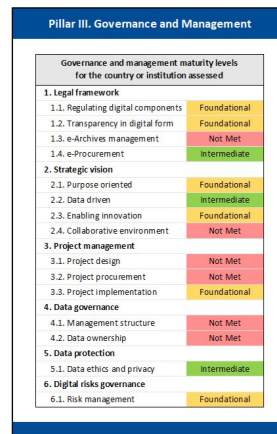 Pillar III. Governance and Management
Governance and management maturity levels
for the country or institution assessed
1. Legal framework
1.1. Regulating digital components Foundational
1.2. Transparency in digital form Foundational
1.3. e-Archives management Not Met
1.4. e-Procurement Intermediate
2. Strategic vision
2.1. Purpose oriented Foundational
2.2. Data driven Intermediate
2.3. Enabling innovation Foundational
2.4. Collaborative environment Not Met
3. Project management
3.1. Project design Not Met
3.2. Project procurement Not Met
3.3. Project implementation Foundational
4. Data governance
4.1. Management structure Not Met
4.2. Data ownership Not Met
5. Data protection
5.1. Data ethics and privacy Intermediate
6. Digital risks governance
6.1. Risk management Foundational